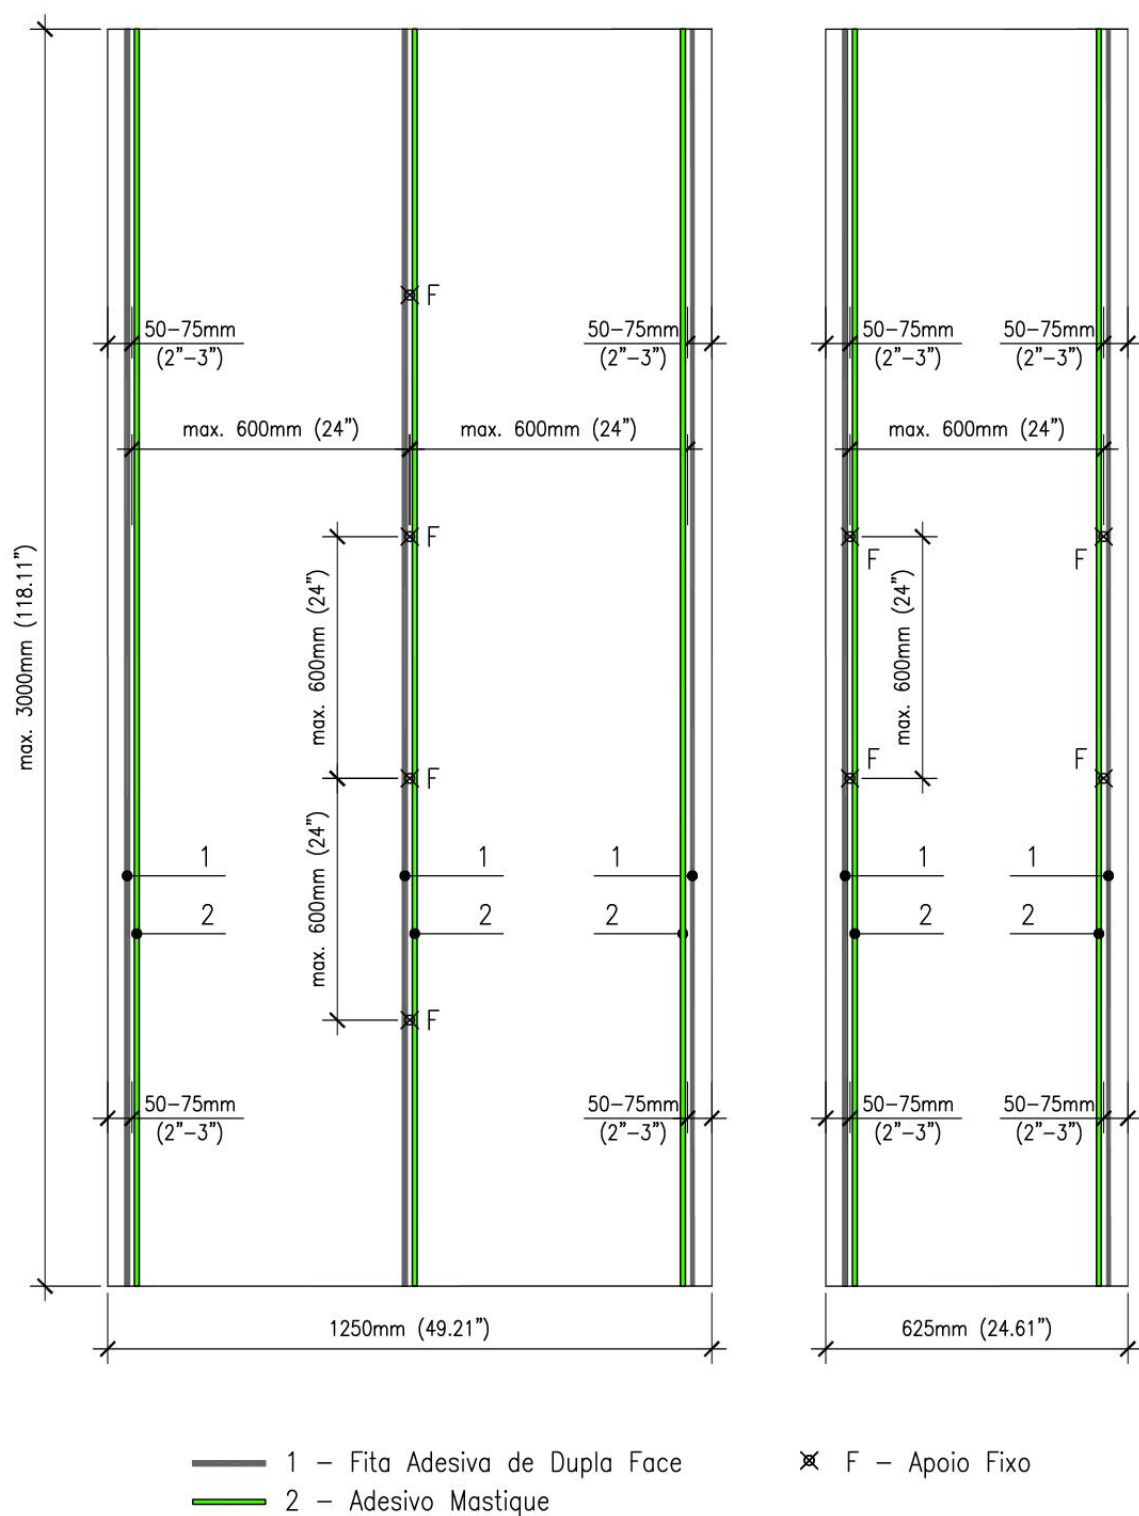 F
50–75mm
(2”–3”)
50–75mm
(2”–3”)
50–75mm
(2”–3”)
50–75mm
(2”–3”)
max. 600mm (24”)
max. 600mm (24”)
max. 600mm (24”)
F
F
F
max. 3000mm (118.11”)
max. 600mm (24”)
max. 600mm (24”)
F
F
F
1
1
1
1
1
max. 600mm (24”)
2
2
2
2
2
F
50–75mm
(2”–3”)
50–75mm
(2”–3”)
50–75mm
(2”–3”)
50–75mm
(2”–3”)
1250mm (49.21”)
625mm (24.61”)
1 – Fita Adesiva de Dupla Face
F – Apoio Fixo
2 – Adesivo Mastique